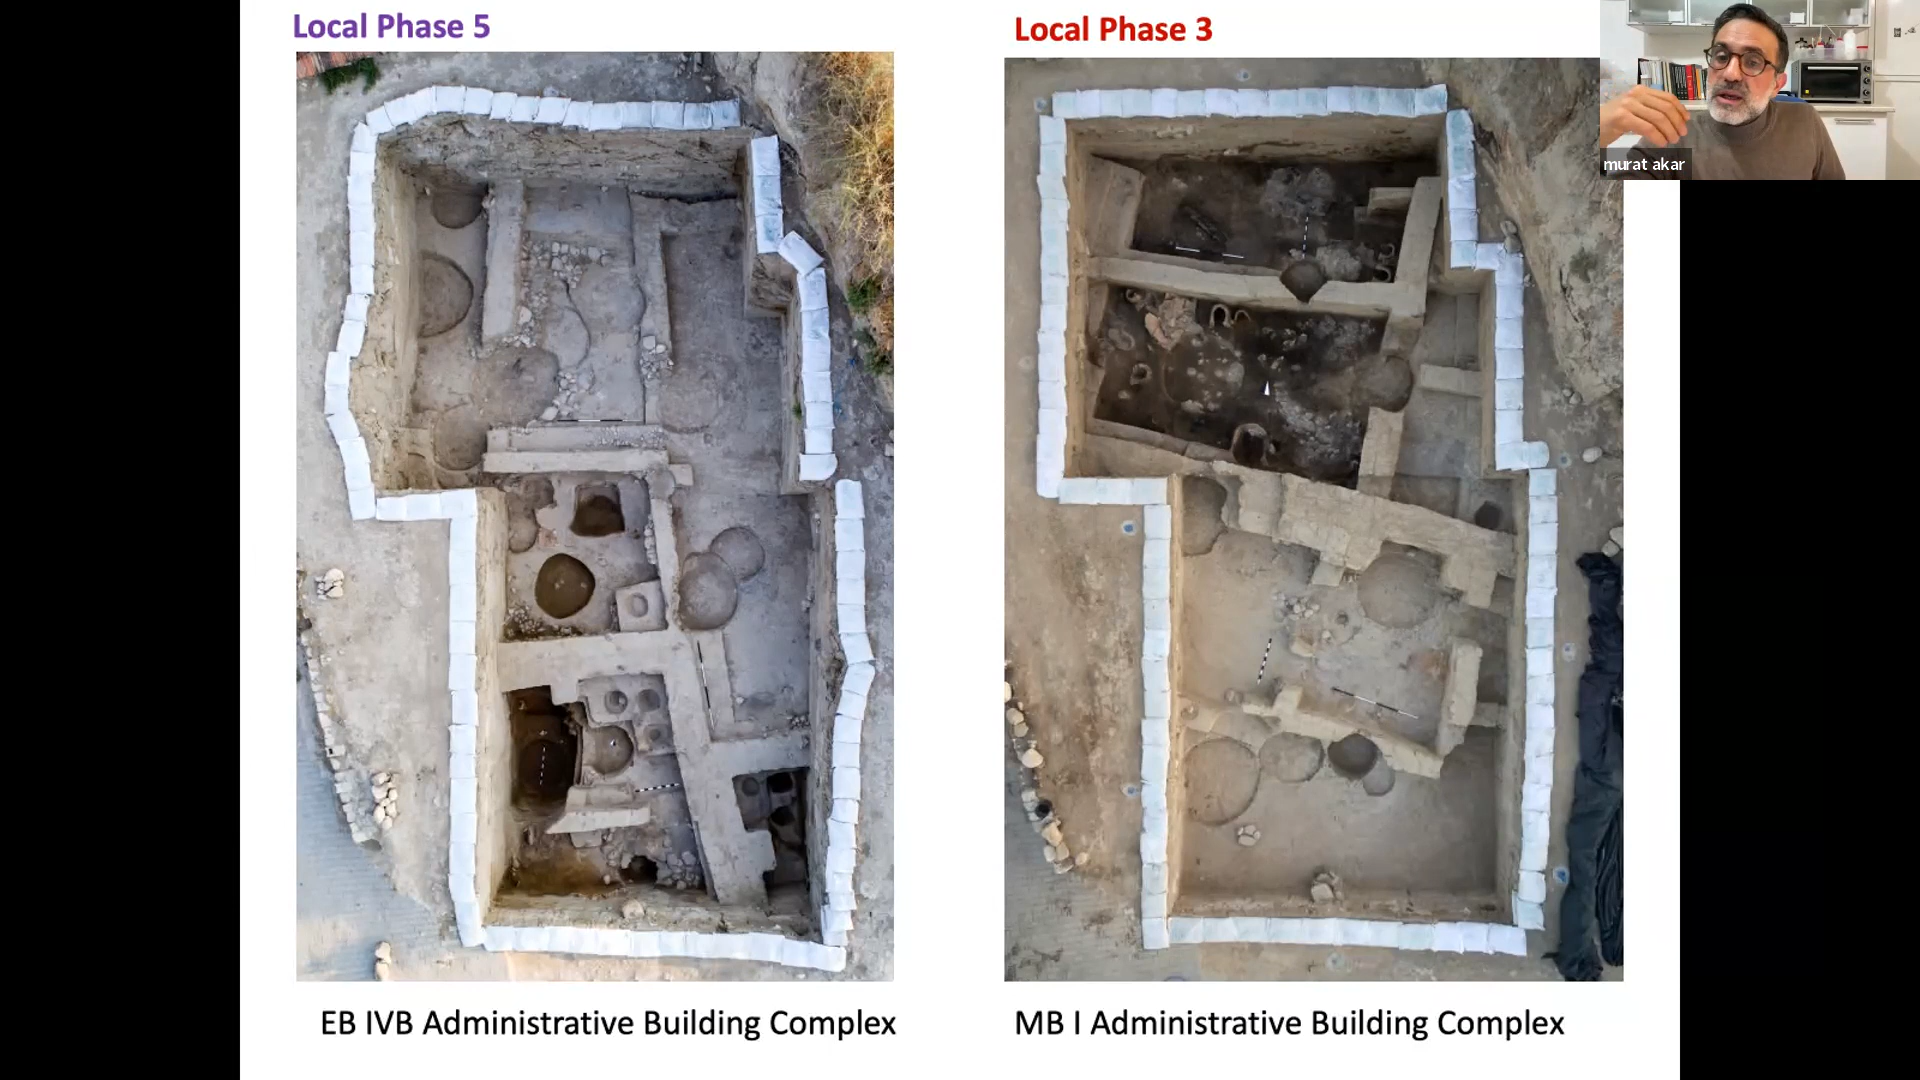 Local Phase 5
Local Phase 3
murat akar
EB IVB Administrative Building Complex
MB I Administrative Building Complex